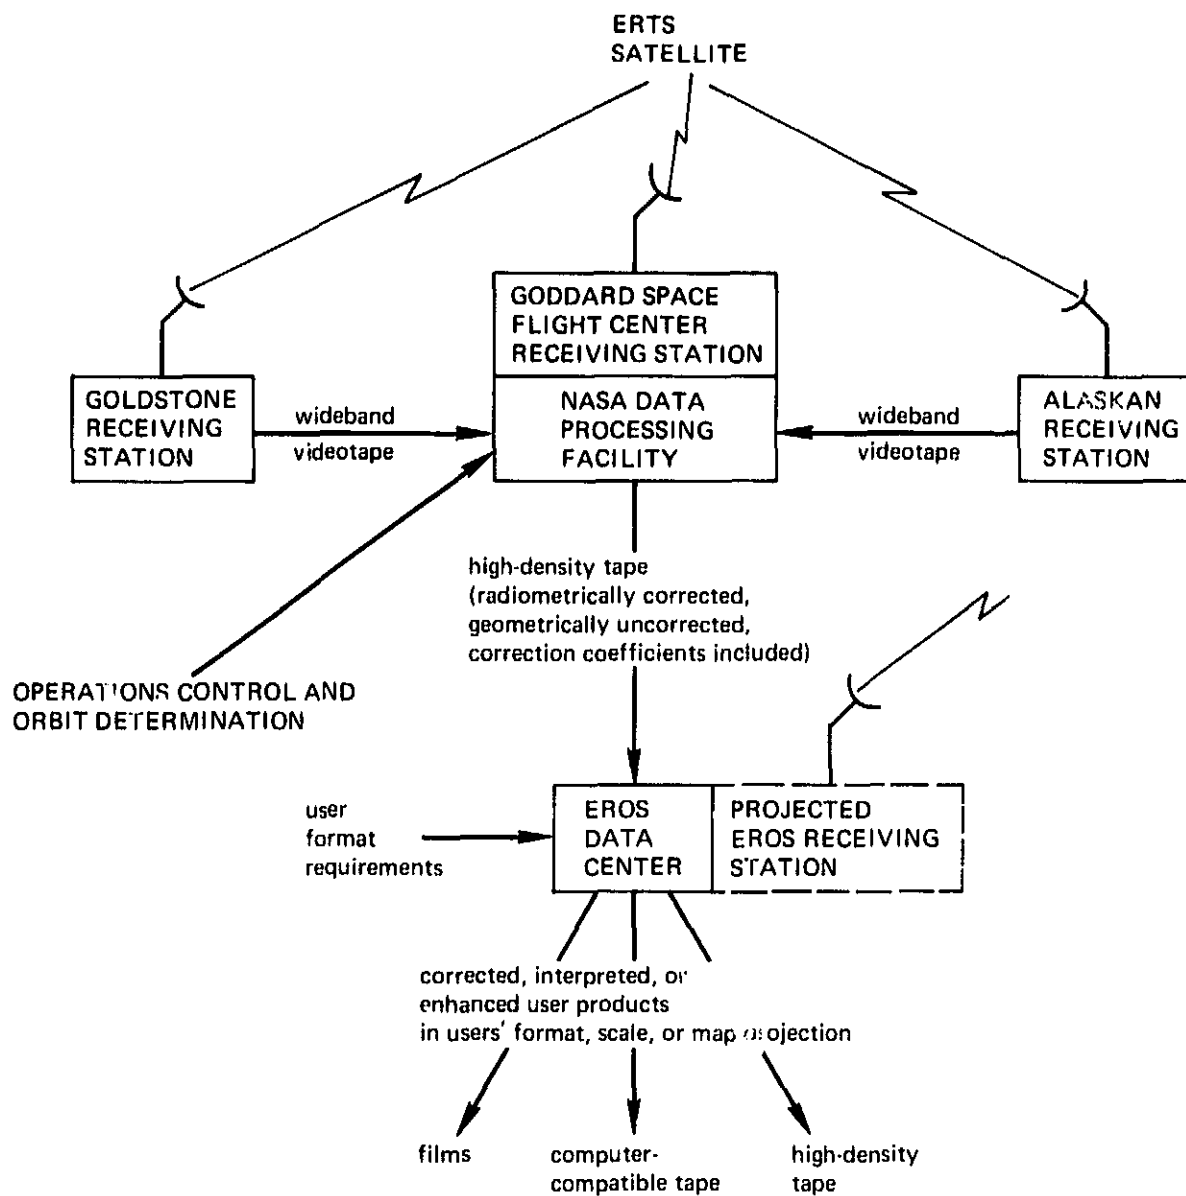 ERTS
SATELLITE
GODDARD SPACE
FLIGHT CENTER
RECEIVING STATION
GOLDSTONE
RECEIVING
STATION
wideband
videotape
NASA DATA
PROCESSING
FACILITY
wideband
videotape
ALASKAN
RECEIVING
STATION
high-density tape
(radiometrically corrected,
geometrically uncorrected,
correction coefficients included)
OPERATIONS CONTROL AND
ORBIT DETERMINATION
user
format
requirements
EROS
DATA
CENTER
PROJECTED
EROS RECEIVING
STATION
corrected, interpreted, or
enhanced user products
in users' format, scale, or map projection
films
computer-
compatible tape
high-density
tape